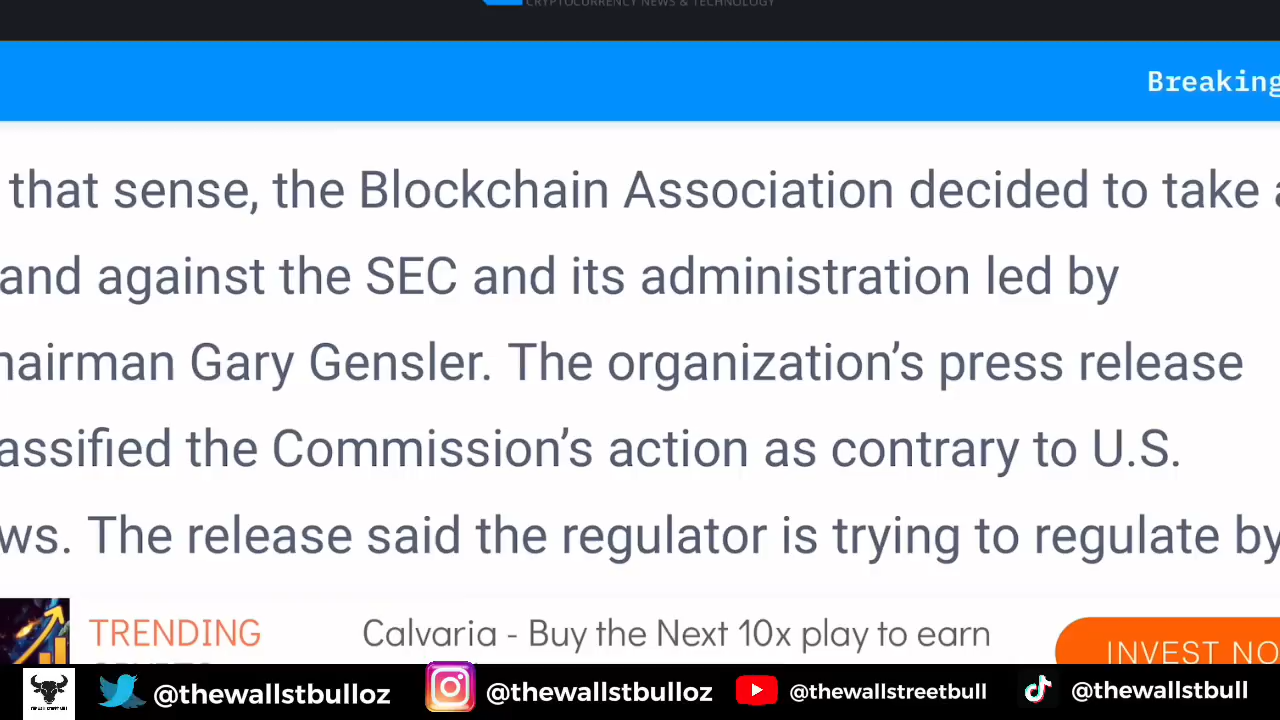 CRYPTOCURRENCY NEWS & TECHNOLOGY
Breaking
that sense, the Blockchain Association decided to take a
and against the SEC and its administration led by
hairman Gary Gensler. The organization's press release
assified the Commission's action as contrary to U.S.
ws. The release said the regulator is trying to regulate by
TRENDING
Calvaria - Buy the Next 10x play to earn
INVEST NO
@thewallstbulloz
@thewallstbulloz
@thewallstreetbull
@thewallstbull